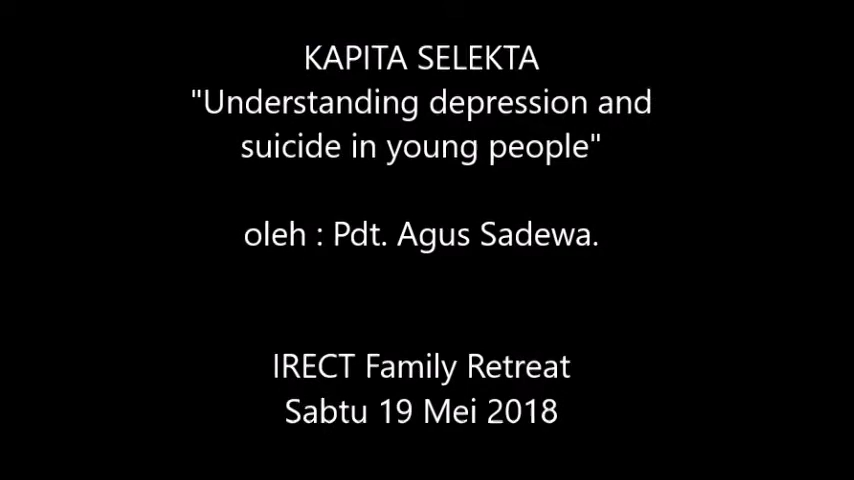 KAPITA SELEKTA
"Understanding depression and
suicide in young people"
oleh : Pdt. Agus Sadewa.
IRECT Family Retreat
Sabtu 19 Mei 2018